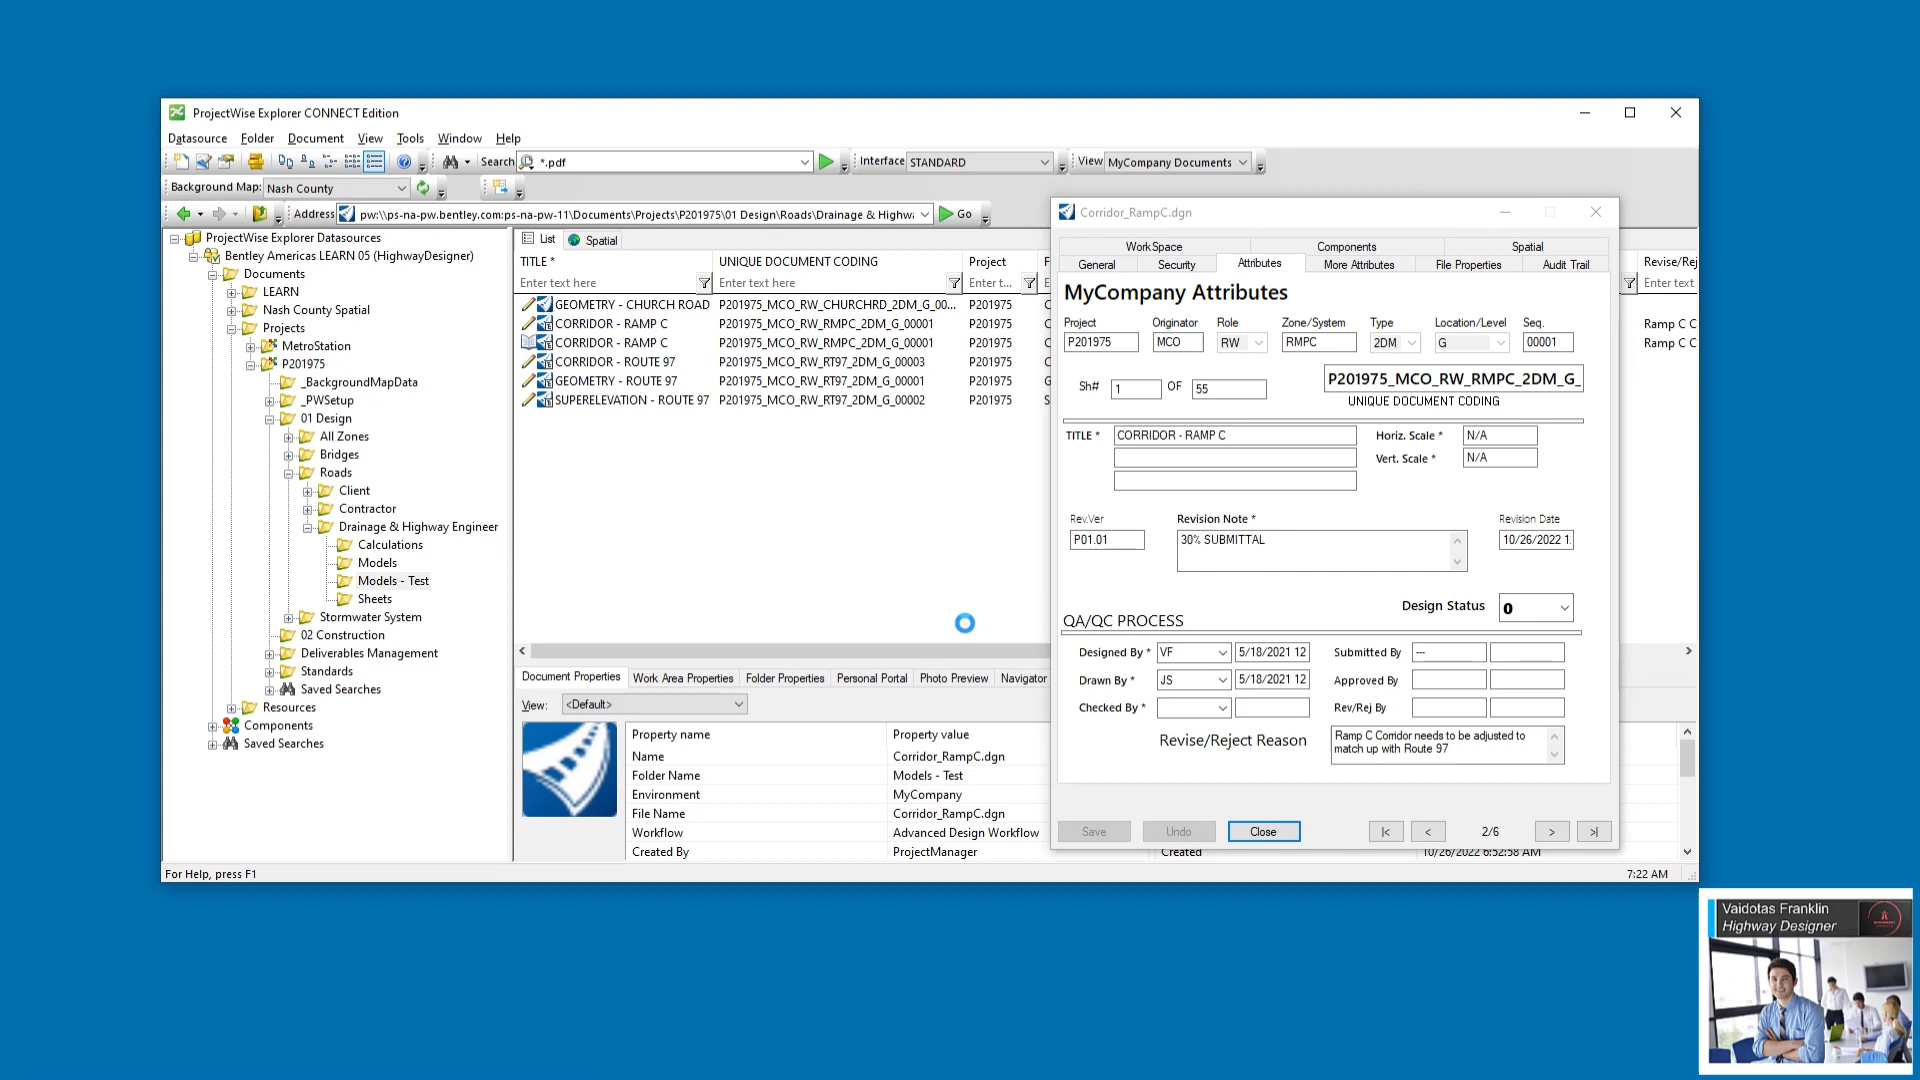 ProjectWise Explorer CONNECT Edition
Datasource Folder Document View Tools Window Help
Search *.pdf Interface STANDARD View MyCompany Documents
Background Map: Nash County
Address pw:\\ps-na-pw.bentley.com:ps-na-pw-11\Documents\Projects\P201975\01 Design\Roads\Drainage & Highw Go
ProjectWise Explorer Datasources
Bentley Americas LEARN 05 (HighwayDesigner)
Documents
LEARN
Nash County Spatial
Projects
MetroStation
P201975
_BackgroundMapData
_PWSetup
01 Design
All Zones
Bridges
Roads
Client
Contractor
Drainage & Highway Engineer
Calculations
Models
Models - Test
Sheets
Stormwater System
02 Construction
Deliverables Management
Standards
Saved Searches
Resources
Components
Saved Searches
List Spatial
TITLE * UNIQUE DOCUMENT CODING Project F Revise/Rej
Enter text here Enter text here Enter t... E Enter text
GEOMETRY - CHURCH ROAD P201975_MCO_RW_CHURCHRD_2DM_G_00... P201975 C
CORRIDOR - RAMP C P201975_MCO_RW_RMPC_2DM_G_00001 P201975 C Ramp C C
CORRIDOR - RAMP C P201975_MCO_RW_RMPC_2DM_G_00001 P201975 C Ramp C C
CORRIDOR - ROUTE 97 P201975_MCO_RW_RT97_2DM_G_00003 P201975 C
GEOMETRY - ROUTE 97 P201975_MCO_RW_RT97_2DM_G_00001 P201975 G
SUPERELEVATION - ROUTE 97 P201975_MCO_RW_RT97_2DM_G_00002 P201975 S
Document Properties Work Area Properties Folder Properties Personal Portal Photo Preview Navigator
View: <Default>
Property name Property value
Name Corridor_RampC.dgn
Folder Name Models - Test
Environment MyCompany
File Name Corridor_RampC.dgn
Workflow Advanced Design Workflow
Created By ProjectManager Created 10/26/2022 6:52:58 AM
For Help, press F1 7:22 AM
Corridor_RampC.dgn
WorkSpace Components Spatial
General Security Attributes More Attributes File Properties Audit Trail
MyCompany Attributes
Project Originator Role Zone/System Type Location/Level Seq.
P201975 MCO RW RMPC 2DM G 00001
Sh# 1 OF 55 P201975_MCO_RW_RMPC_2DM_G_
UNIQUE DOCUMENT CODING
TITLE * CORRIDOR - RAMP C Horiz. Scale * N/A
Vert. Scale * N/A
Rev.Ver Revision Note * Revision Date
P01.01 30% SUBMITTAL 10/26/2022 1:
Design Status 0
QA/QC PROCESS
Designed By * VF 5/18/2021 12 Submitted By ---
Drawn By * JS 5/18/2021 12 Approved By
Checked By * Rev/Rej By
Revise/Reject Reason Ramp C Corridor needs to be adjusted to
match up with Route 97
Save Undo Close |< < 2/6 > >|
Vaidotas Franklin
Highway Designer